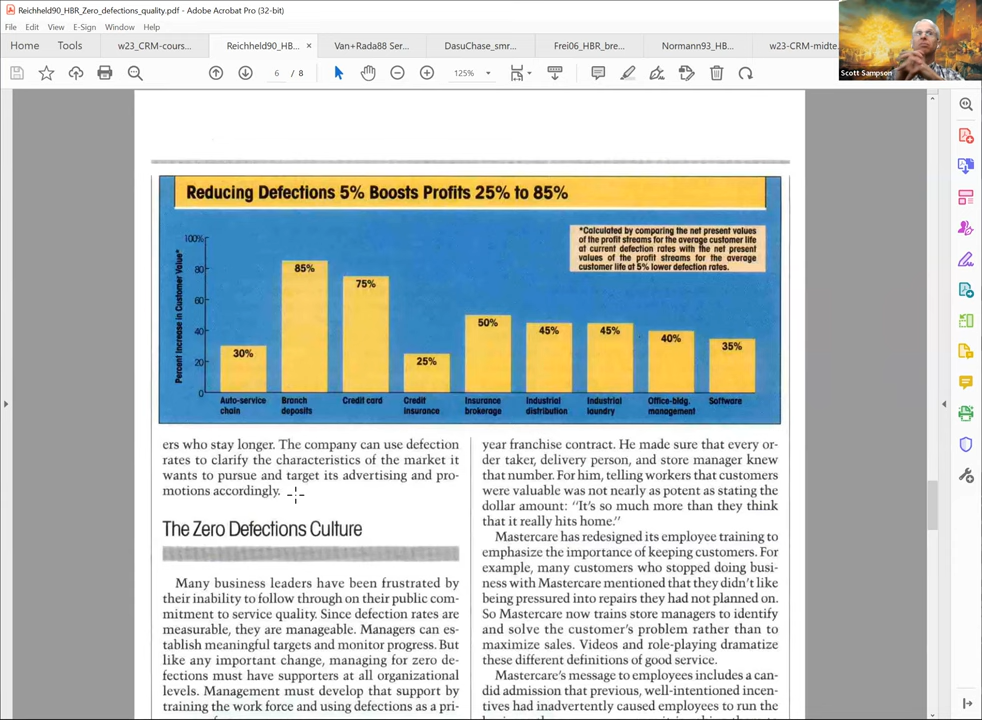 Reichheld90_HBR_Zero_defections_quality.pdf - Adobe Acrobat Pro (32-bit)
File Edit View E-Sign Window Help
Home Tools w23_CRM-cours... Reichheld90_HB... × Van+Rada88 Ser... DasuChase_smr... Frei06_HBR_bre... Normann93_HB... w23-CRM-midte...
6 / 8 125%
Scott Sampson
Reducing Defections 5% Boosts Profits 25% to 85%
*Calculated by comparing the net present values
of the profit streams for the average customer life
at current defection rates with the net present
values of the profit streams for the average
customer life at 5% lower defection rates.
Percent Increase in Customer Value*
100%
80
60
40
20
0
30%
85%
75%
25%
50%
45%
45%
40%
35%
Auto-service
chain
Branch
deposits
Credit card
Credit
insurance
Insurance
brokerage
Industrial
distribution
Industrial
laundry
Office-bldg.
management
Software
ers who stay longer. The company can use defection
rates to clarify the characteristics of the market it
wants to pursue and target its advertising and pro-
motions accordingly.
The Zero Defections Culture
Many business leaders have been frustrated by
their inability to follow through on their public com-
mitment to service quality. Since defection rates are
measurable, they are manageable. Managers can es-
tablish meaningful targets and monitor progress. But
like any important change, managing for zero de-
fections must have supporters at all organizational
levels. Management must develop that support by
training the work force and using defections as a pri-
year franchise contract. He made sure that every or-
der taker, delivery person, and store manager knew
that number. For him, telling workers that customers
were valuable was not nearly as potent as stating the
dollar amount: "It's so much more than they think
that it really hits home."
Mastercare has redesigned its employee training to
emphasize the importance of keeping customers. For
example, many customers who stopped doing busi-
ness with Mastercare mentioned that they didn't like
being pressured into repairs they had not planned on.
So Mastercare now trains store managers to identify
and solve the customer's problem rather than to
maximize sales. Videos and role-playing dramatize
these different definitions of good service.
Mastercare's message to employees includes a can-
did admission that previous, well-intentioned incen-
tives had inadvertently caused employees to run the